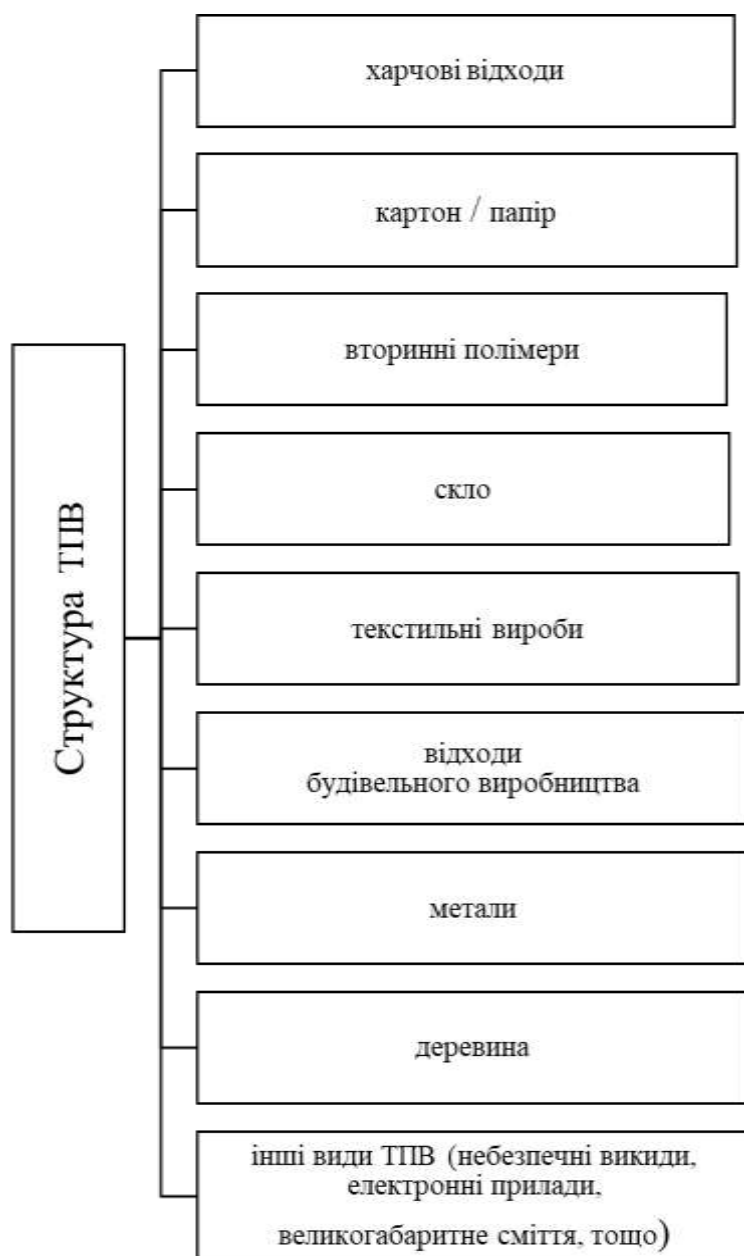 Структура ТПВ
харчові відходи
картон / папір
вторинні полімери
скло
текстильні вироби
відходи
будівельного виробництва
метали
деревина
інші види ТПВ (небезпечні викиди,
електронні прилади,
великогабаритне сміття, тощо)